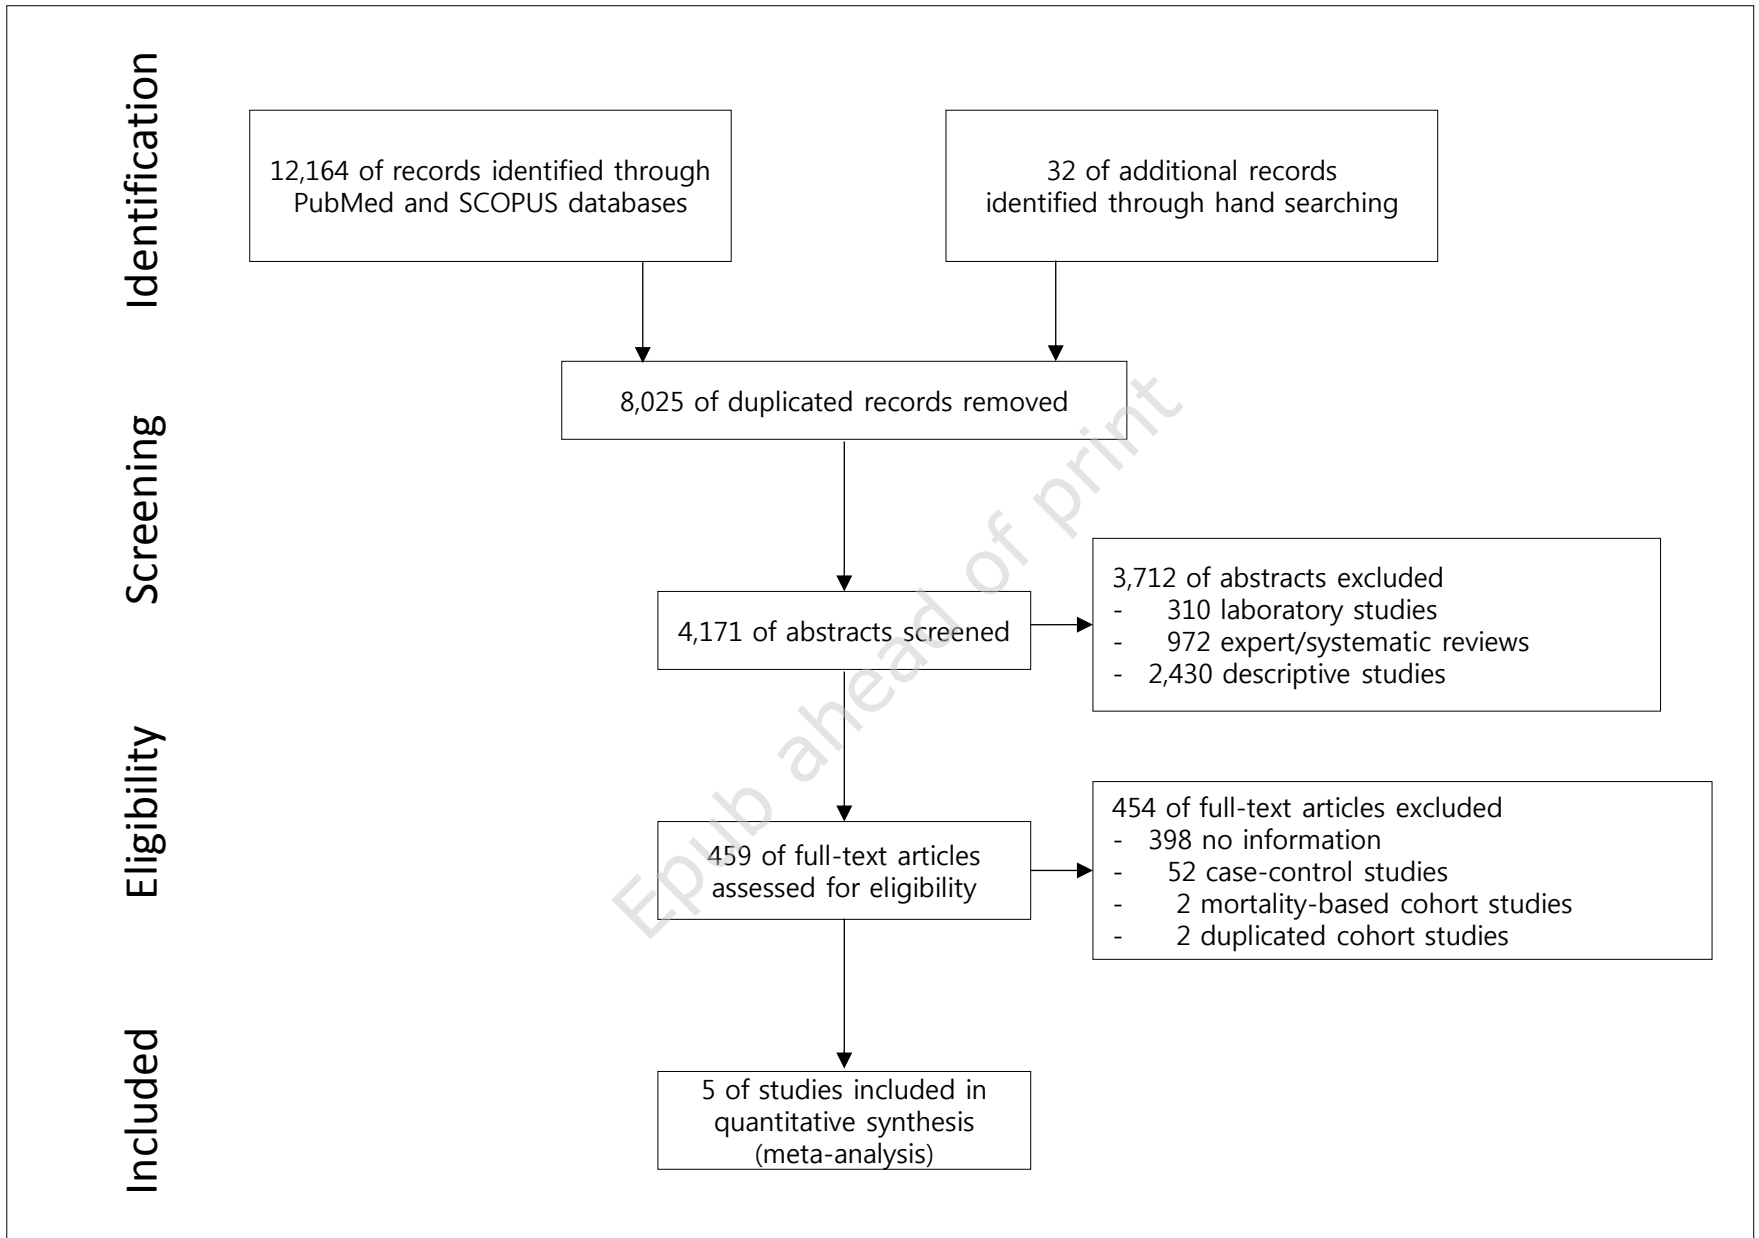 Identification
12,164 of records identified through
PubMed and SCOPUS databases
32 of additional records
identified through hand searching
8,025 of duplicated records removed
Screening
4,171 of abstracts screened
3,712 of abstracts excluded
- 310 laboratory studies
- 972 expert/systematic reviews
- 2,430 descriptive studies
Eligibility
459 of full-text articles
assessed for eligibility
454 of full-text articles excluded
- 398 no information
- 52 case-control studies
- 2 mortality-based cohort studies
- 2 duplicated cohort studies
Included
5 of studies included in
quantitative synthesis
(meta-analysis)
Epub ahead of print